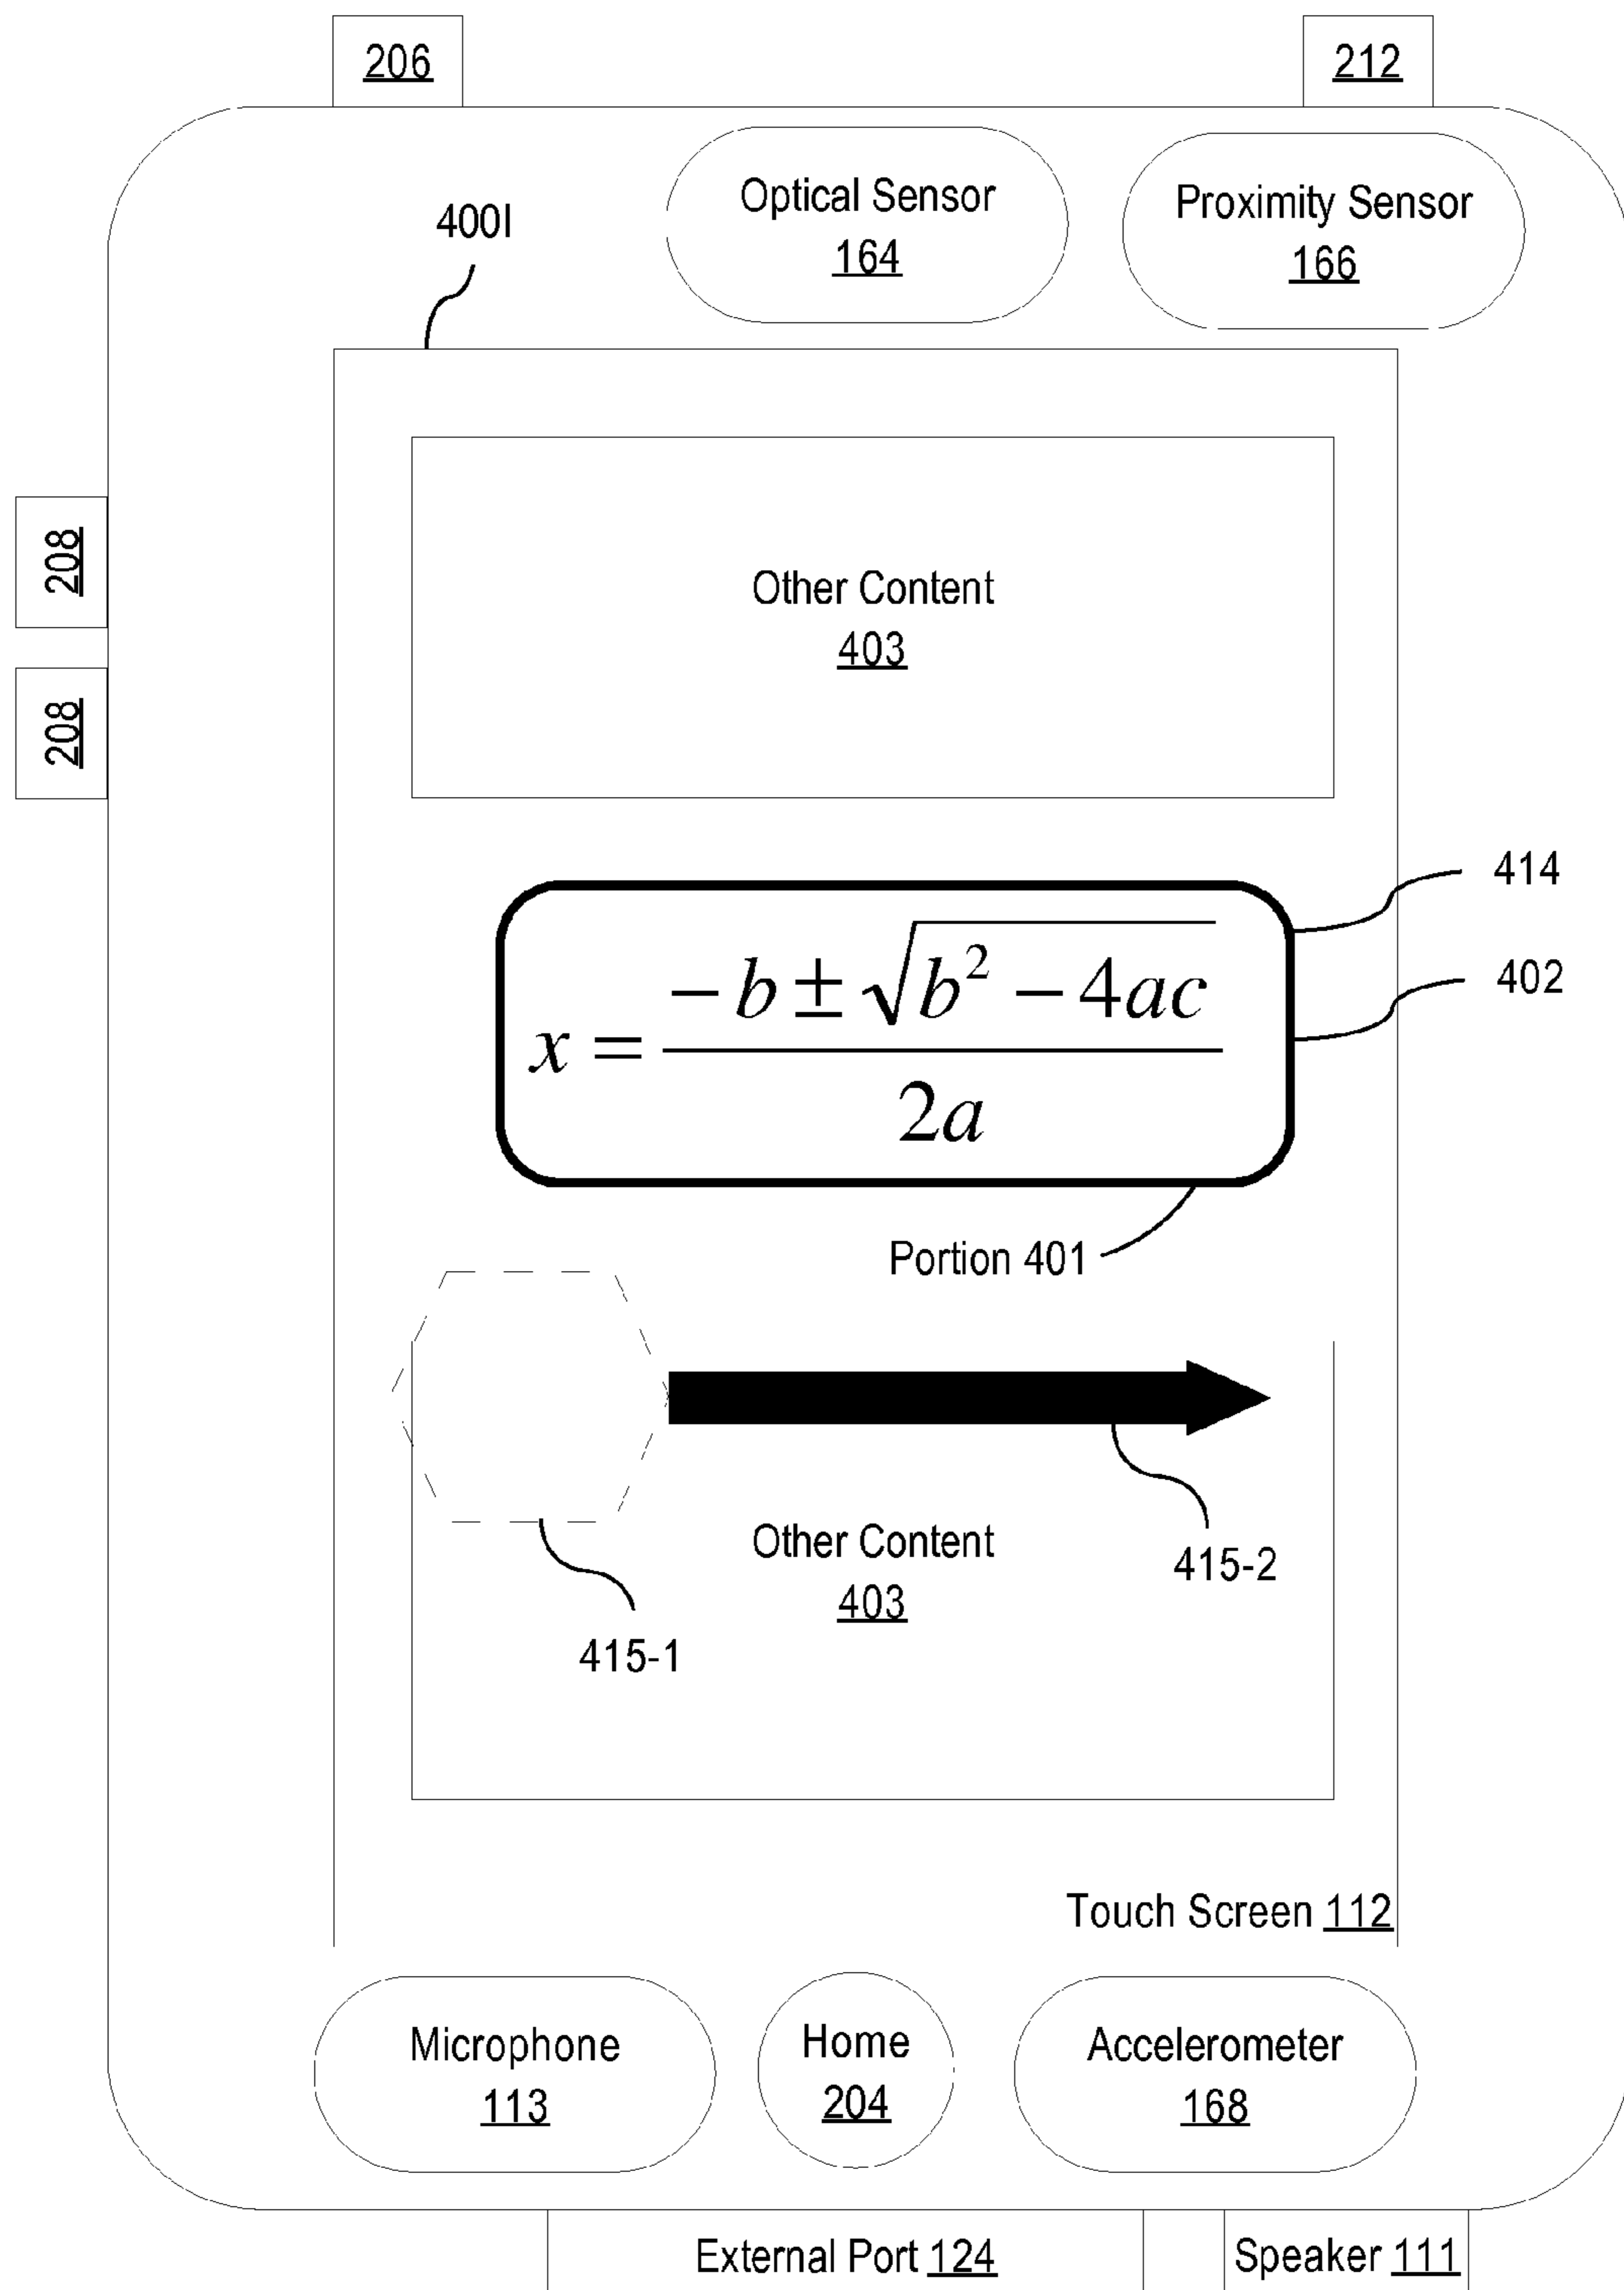 206
212
Optical Sensor
164
Proximity Sensor
166
400I
208
208
Other Content
403
414
402
x = −b ± √b² − 4ac / 2a
Portion 401
415-2
Other Content
403
415-1
Touch Screen 112
Microphone
113
Home
204
Accelerometer
168
External Port 124
Speaker 111